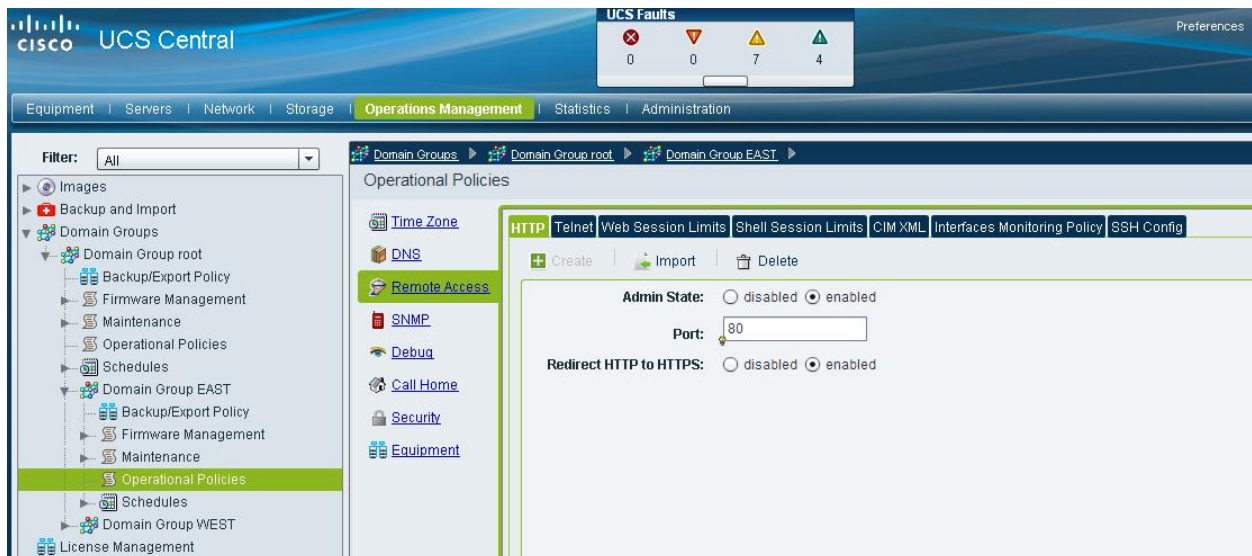 cisco UCS Central
UCS Faults
0 0 7 4
Preferences
Equipment | Servers | Network | Storage | Operations Management | Statistics | Administration
Filter: All
Images
Backup and Import
Domain Groups
Domain Group root
Backup/Export Policy
Firmware Management
Maintenance
Operational Policies
Schedules
Domain Group EAST
Backup/Export Policy
Firmware Management
Maintenance
Operational Policies
Schedules
Domain Group WEST
License Management
Domain Groups Domain Group root Domain Group EAST
Operational Policies
Time Zone
DNS
Remote Access
SNMP
Debug
Call Home
Security
Equipment
HTTP Telnet Web Session Limits Shell Session Limits CIM XML Interfaces Monitoring Policy SSH Config
Create Import Delete
Admin State: disabled enabled
Port: 80
Redirect HTTP to HTTPS: disabled enabled